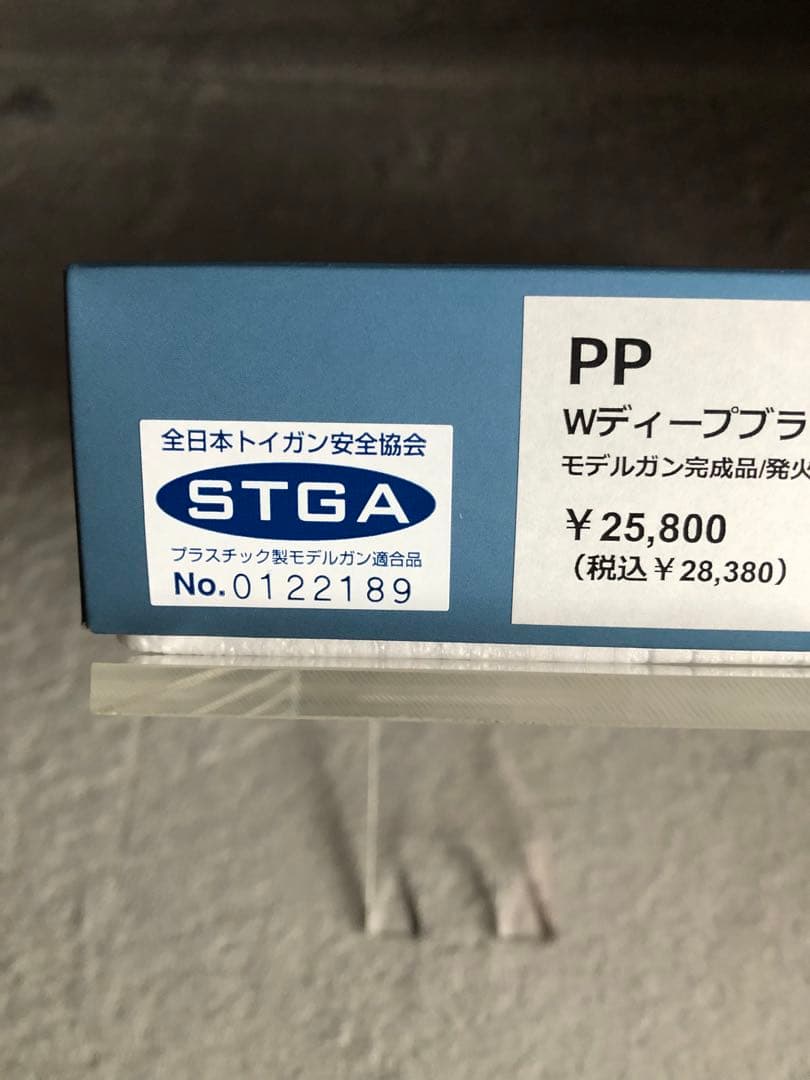 全日本トイガン安全協会
STGA
プラスチック製モデルガン適合品
No.0122189
PP
Wディープブラ
モデルガン完成品/発火
￥25,800
（税込￥28,380）